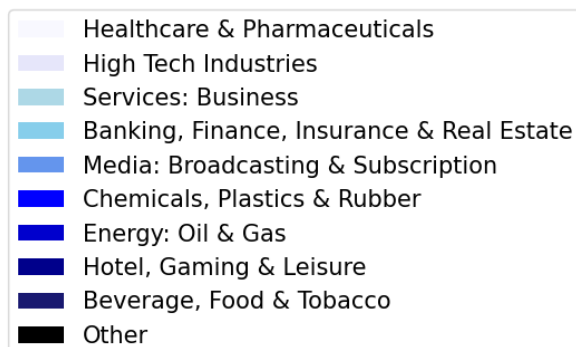 Healthcare & Pharmaceuticals
High Tech Industries
Services: Business
Banking, Finance, Insurance & Real Estate
Media: Broadcasting & Subscription
Chemicals, Plastics & Rubber
Energy: Oil & Gas
Hotel, Gaming & Leisure
Beverage, Food & Tobacco
Other